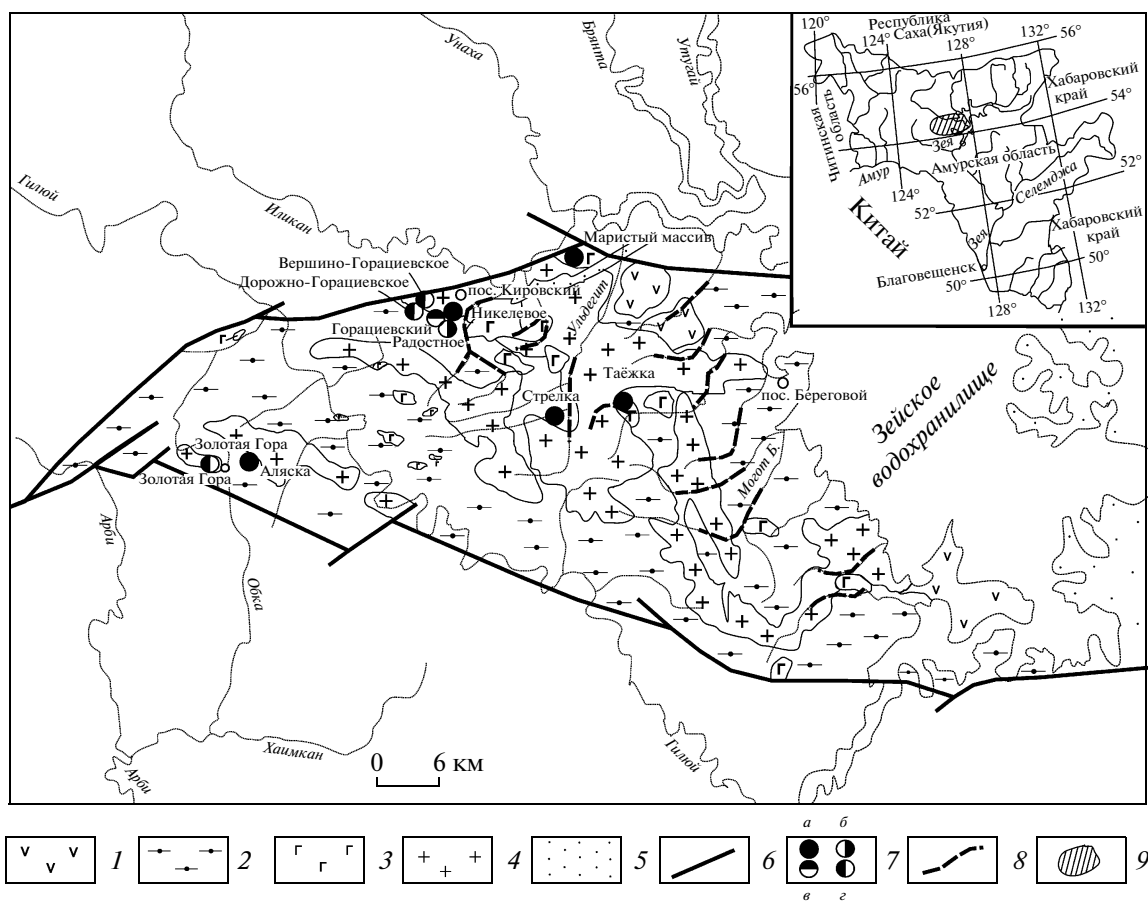 Унаха
Брянта
Утугай
Гилюй
Иликан
120°
Республика
Саха(Якутия)
124°
128°
132°
56°
56°
Хабаровский
край
54°
Читинская
область
Зея
Амурская область
Амур
124°
52°
Селемджа
52°
Китай
Зея
Хабаровский
край
Благовещенск
50°
50°
128°
132°
Маристый массив
Вершино-Горациевское
Дорожно-Горациевское
пос. Кировский
Никелевое
Ульдегит
Горациевский
Радостное
Таёжка
Стрелка
пос. Береговой
Зейское
водохранилище
Золотая Гора
Золотая Гора
Аляска
Могот Б.
Арби
Обка
Хаимкан
Арби
Гилюй
0 6 км
1
2
3
4
5
6
а б
в г
7
8
9